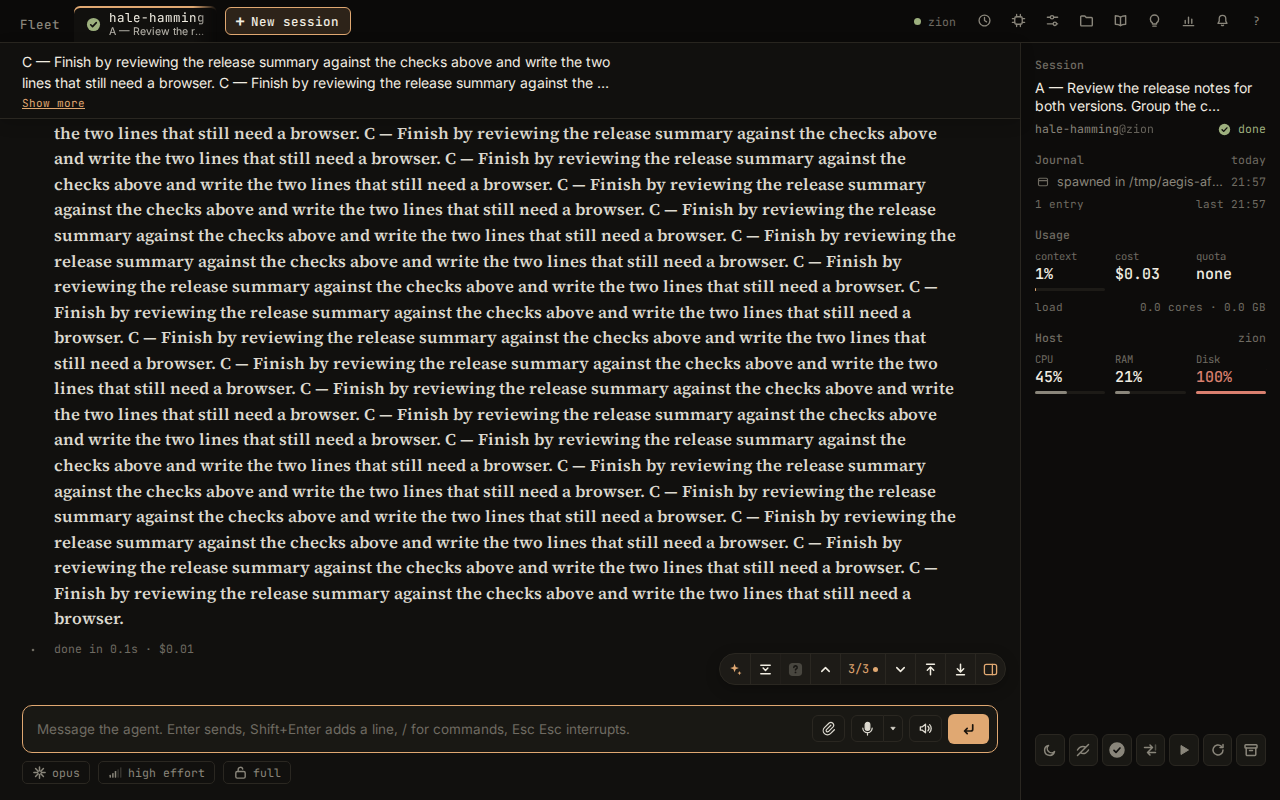 Fleet
hale-hamming
A — Review the r...
+ New session
zion
?
C — Finish by reviewing the release summary against the checks above and write the two
lines that still need a browser. C — Finish by reviewing the release summary against the ...
Show more
the two lines that still need a browser. C — Finish by reviewing the release summary against the checks above
and write the two lines that still need a browser. C — Finish by reviewing the release summary against the
checks above and write the two lines that still need a browser. C — Finish by reviewing the release summary
against the checks above and write the two lines that still need a browser. C — Finish by reviewing the release
summary against the checks above and write the two lines that still need a browser. C — Finish by reviewing the
release summary against the checks above and write the two lines that still need a browser. C — Finish by
reviewing the release summary against the checks above and write the two lines that still need a browser. C —
Finish by reviewing the release summary against the checks above and write the two lines that still need a
browser. C — Finish by reviewing the release summary against the checks above and write the two lines that
still need a browser. C — Finish by reviewing the release summary against the checks above and write the two
lines that still need a browser. C — Finish by reviewing the release summary against the checks above and write
the two lines that still need a browser. C — Finish by reviewing the release summary against the checks above
and write the two lines that still need a browser. C — Finish by reviewing the release summary against the
checks above and write the two lines that still need a browser. C — Finish by reviewing the release summary
against the checks above and write the two lines that still need a browser. C — Finish by reviewing the release
summary against the checks above and write the two lines that still need a browser. C — Finish by reviewing the
release summary against the checks above and write the two lines that still need a browser. C — Finish by
reviewing the release summary against the checks above and write the two lines that still need a browser. C —
Finish by reviewing the release summary against the checks above and write the two lines that still need a
browser.
· done in 0.1s · $0.01
? 3/3
Message the agent. Enter sends, Shift+Enter adds a line, / for commands, Esc Esc interrupts.
opus
high effort
full
Session
A — Review the release notes for
both versions. Group the c...
hale-hamming@zion done
Journal today
spawned in /tmp/aegis-af... 21:57
1 entry last 21:57
Usage
context cost quota
1% $0.03 none
load 0.0 cores · 0.0 GB
Host zion
CPU RAM Disk
45% 21% 100%